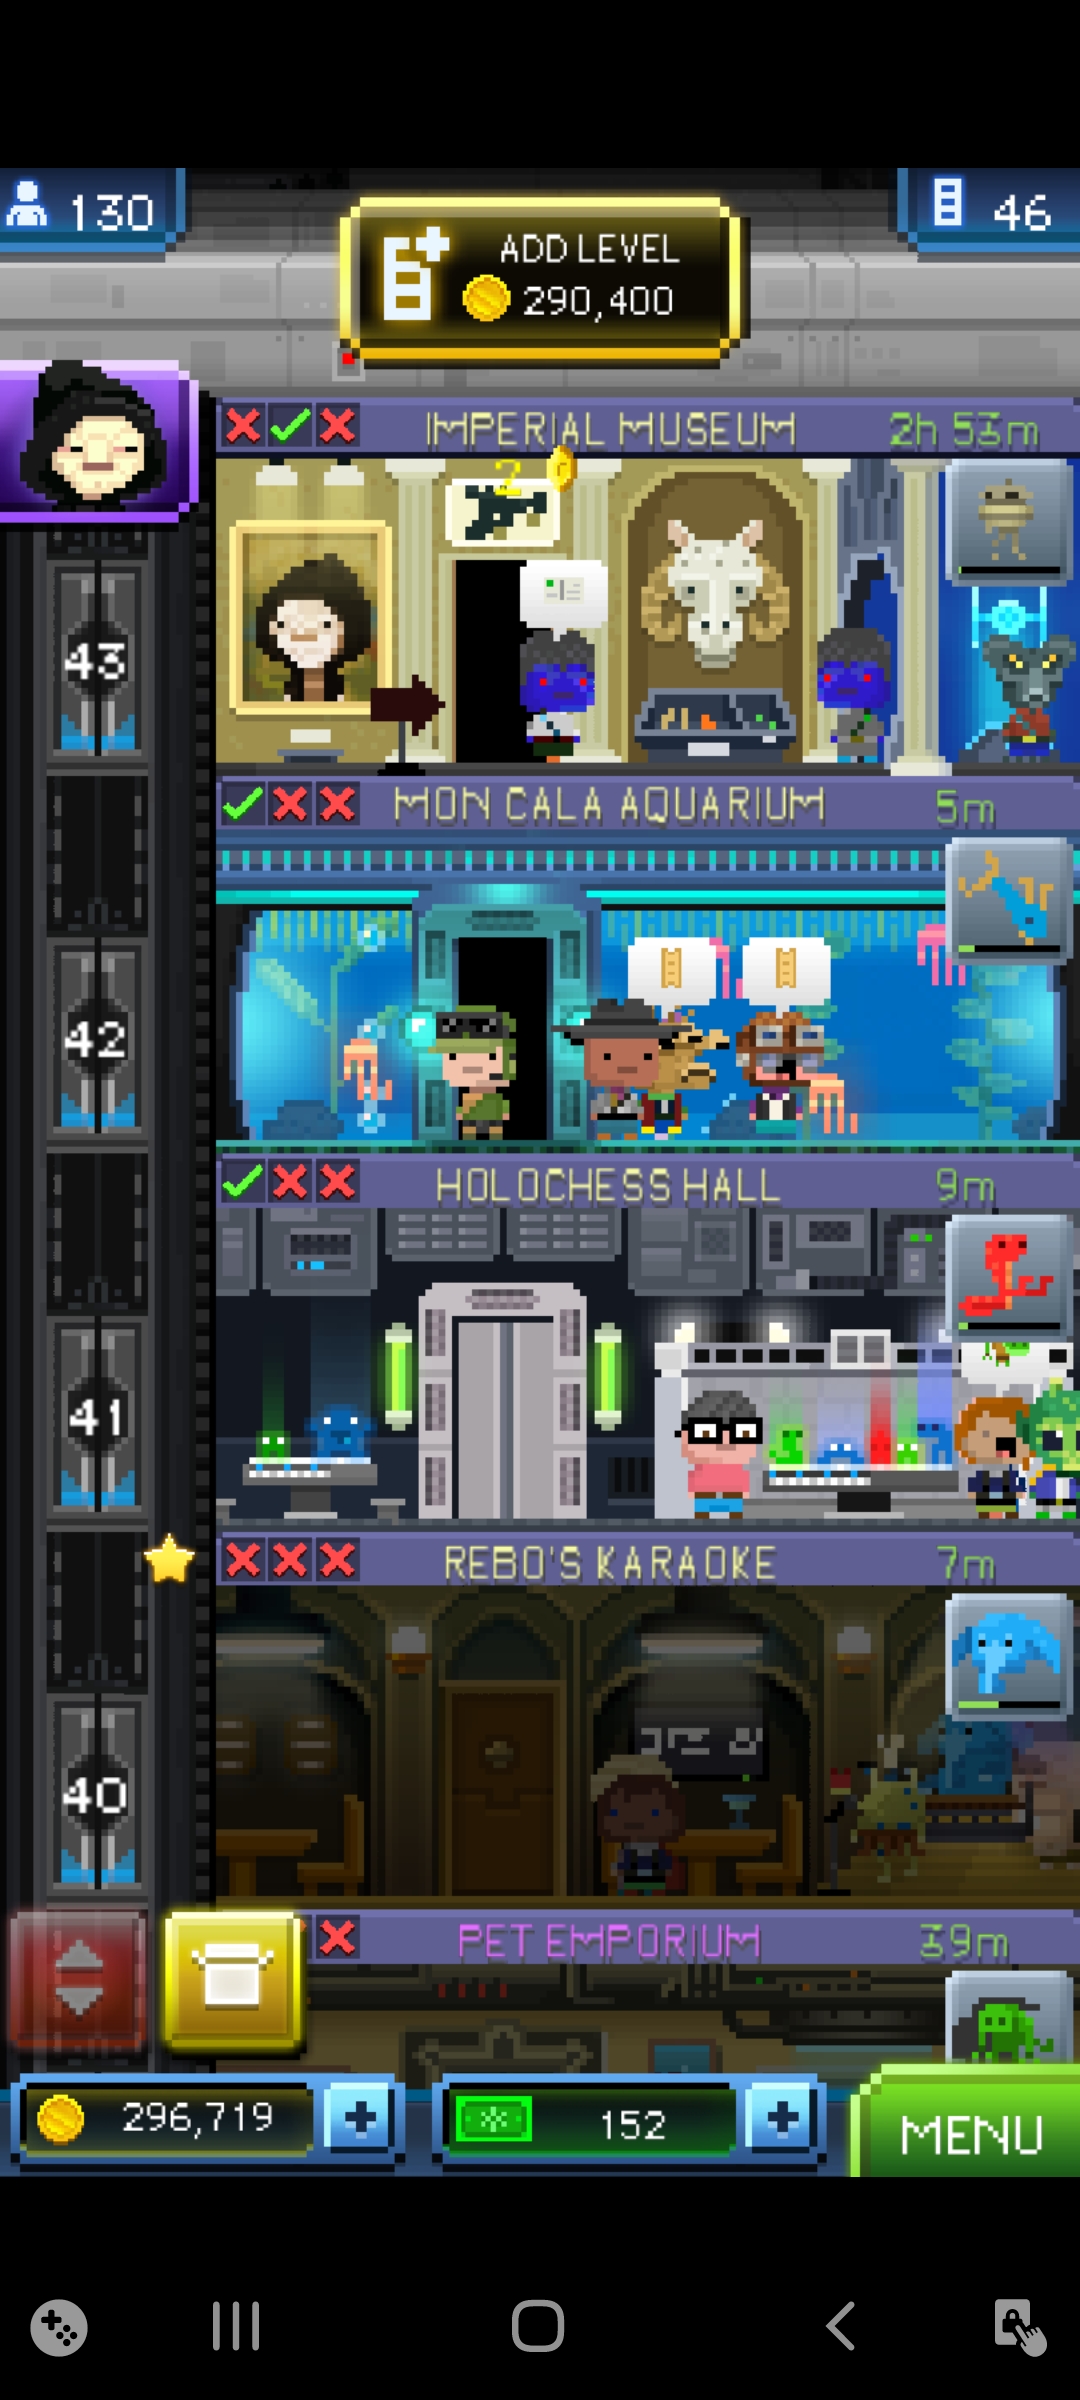 130
ADD LEVEL
290,400
46
IMPERIAL MUSEUM 2h 53m
2
43
MON CALA AQUARIUM 5m
42
HOLOCHESS HALL 9m
41
REBO'S KARAOKE 7m
40
PET EMPORIUM 39m
296,719
152
MENU